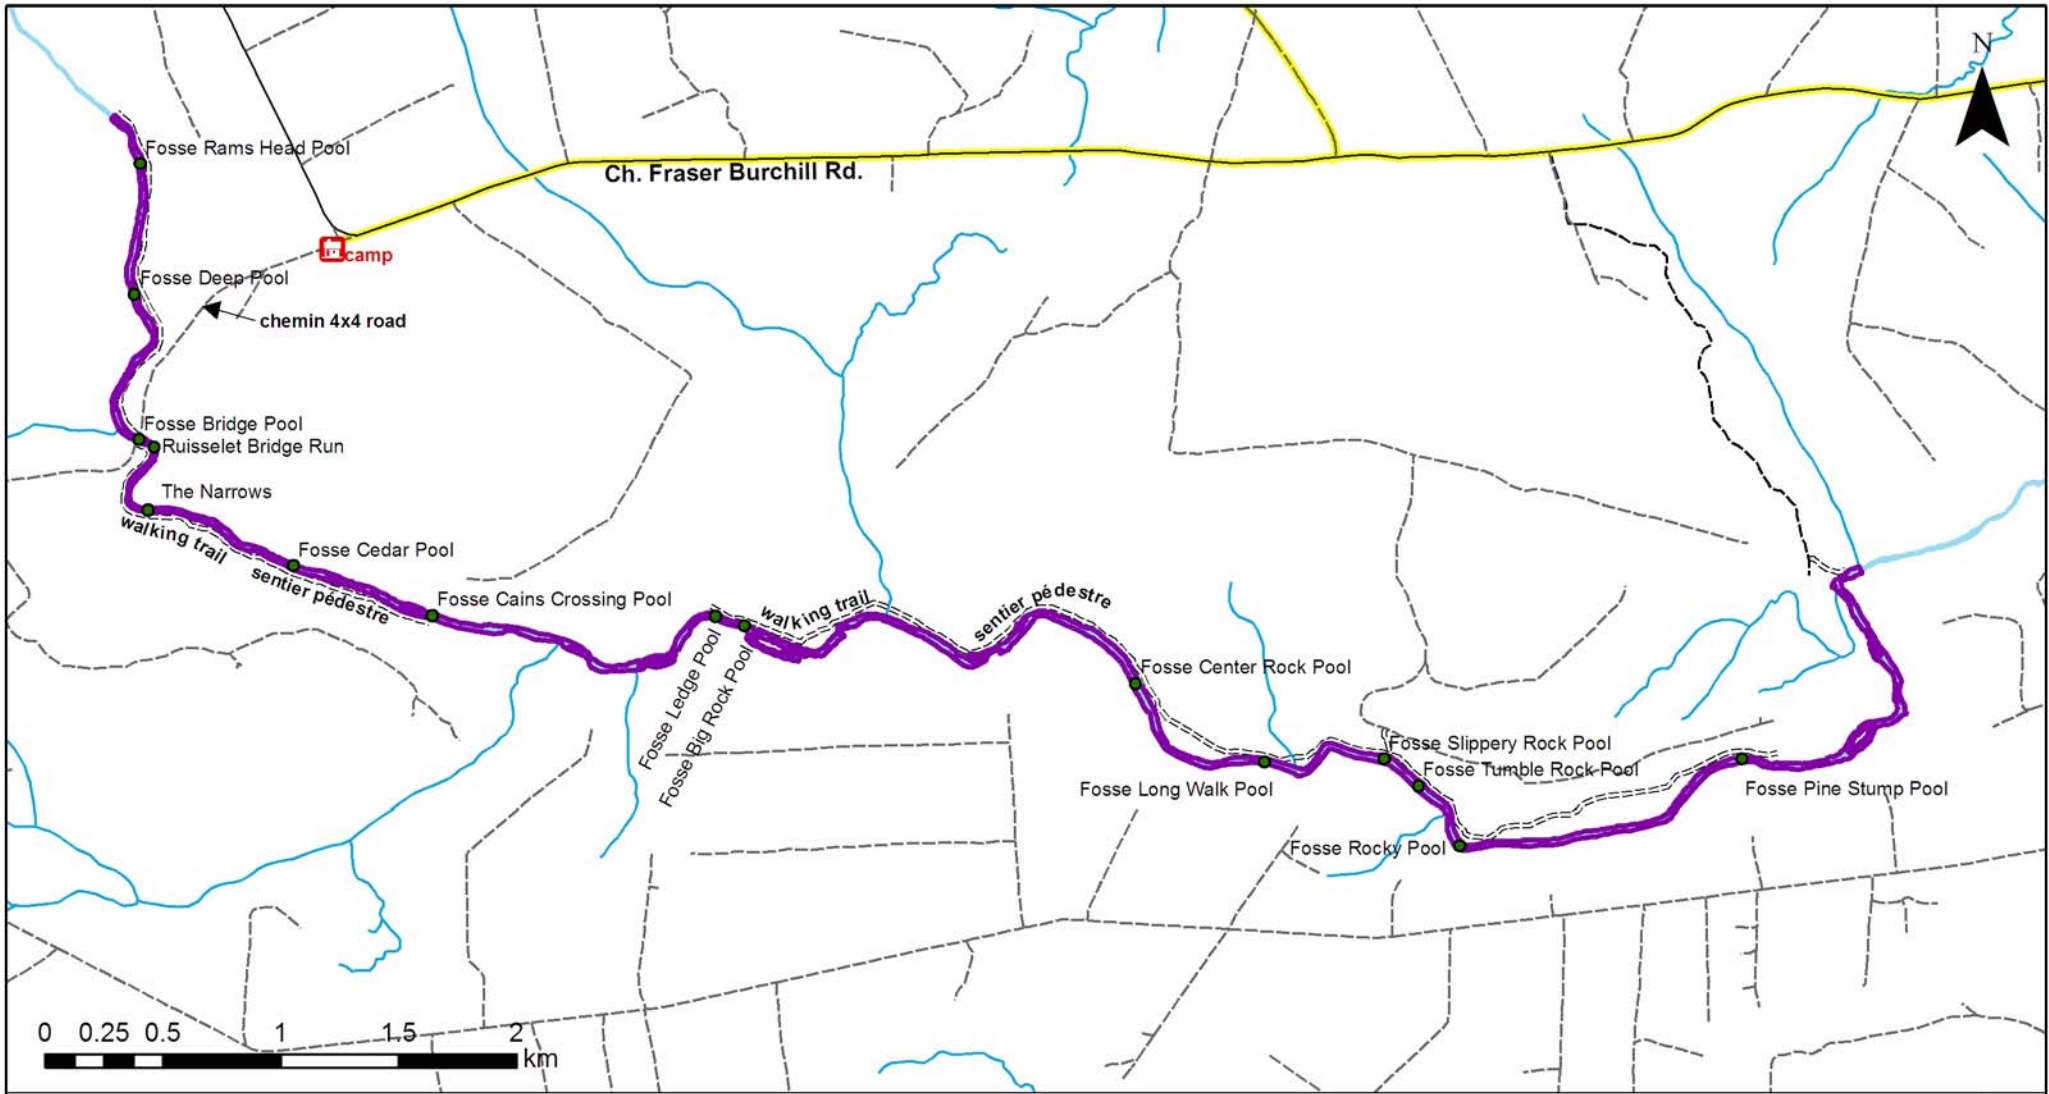 N
Fosse Rams Head Pool
Ch. Fraser Burchill Rd.
camp
Fosse Deep Pool
chemin 4x4 road
Fosse Bridge Pool
Ruisselet Bridge Run
The Narrows
walking trail
Fosse Cedar Pool
sentier pédestre
Fosse Cains Crossing Pool
walking trail
sentier pédestre
Fosse Ledge Pool
Fosse Big Rock Pool
Fosse Center Rock Pool
Fosse Slippery Rock Pool
Fosse Tumble Rock Pool
Fosse Long Walk Pool
Fosse Pine Stump Pool
Fosse Rocky Pool
0 0.25 0.5 1 1.5 2
km